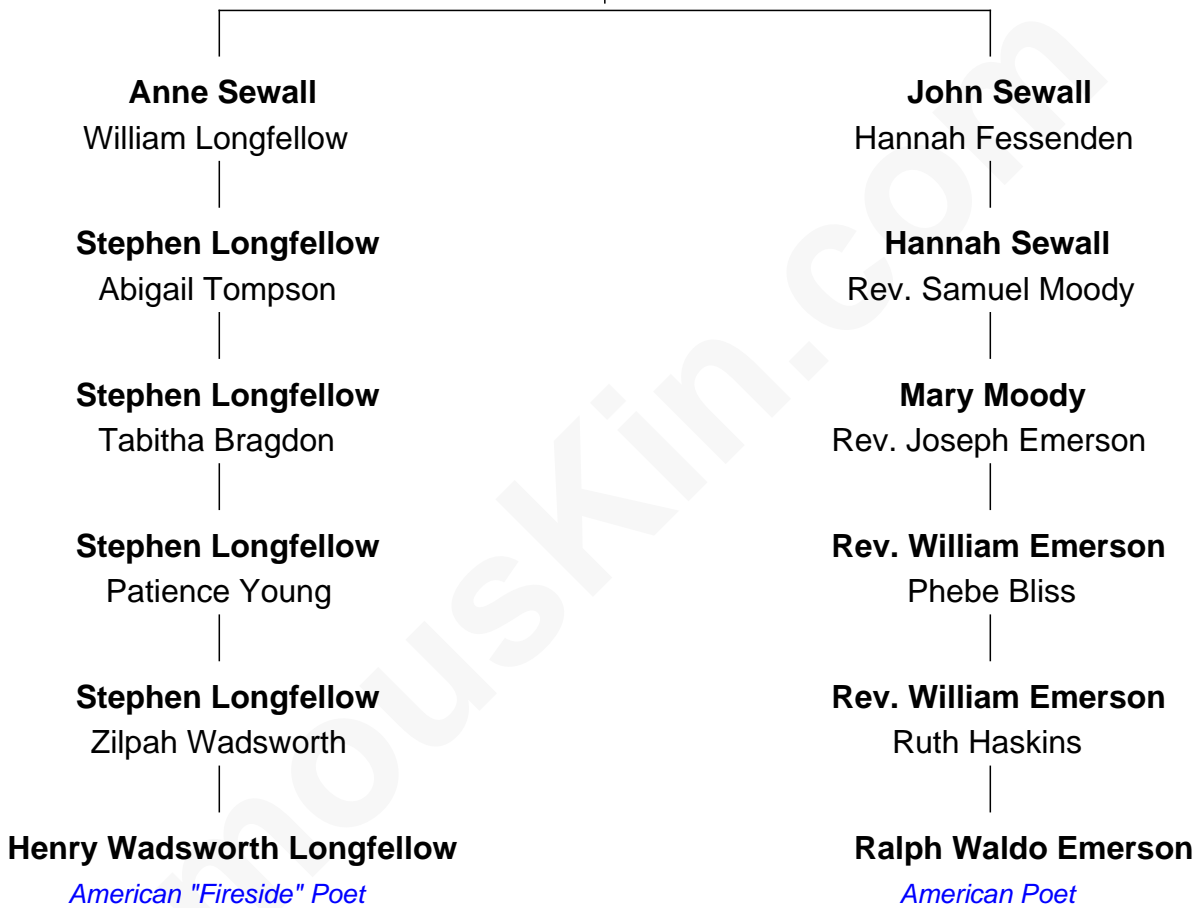 Anne Sewall
William Longfellow
John Sewall
Hannah Fessenden
Stephen Longfellow
Abigail Tompson
Hannah Sewall
Rev. Samuel Moody
Stephen Longfellow
Tabitha Bragdon
Mary Moody
Rev. Joseph Emerson
Stephen Longfellow
Patience Young
Rev. William Emerson
Phebe Bliss
Stephen Longfellow
Zilpah Wadsworth
Rev. William Emerson
Ruth Haskins
Henry Wadsworth Longfellow
American "Fireside" Poet
Ralph Waldo Emerson
American Poet
mousKin.com